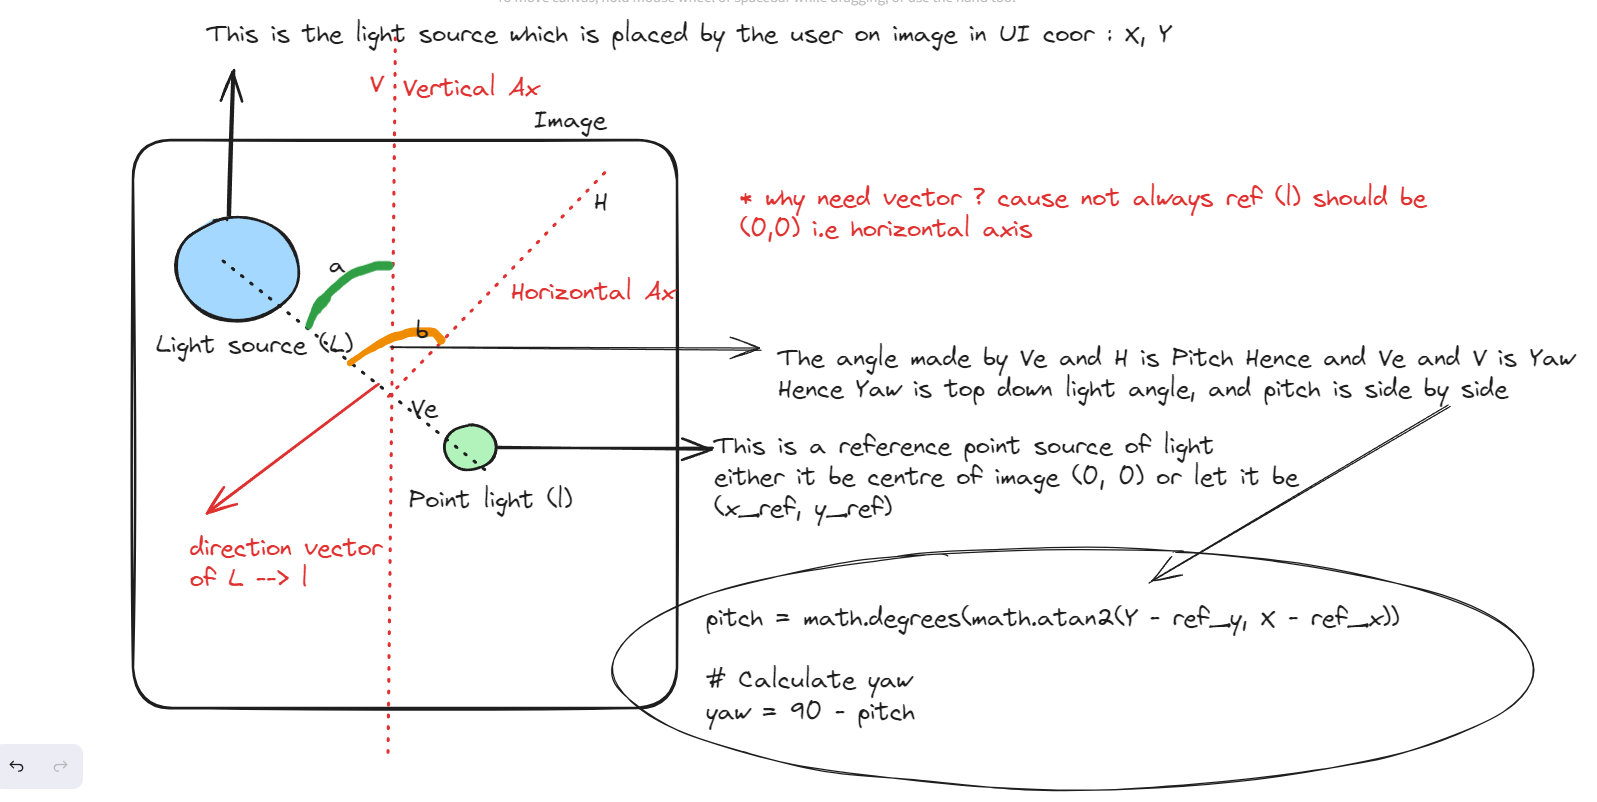 This is the light source which is placed by the user on image in UI coor : X, Y
V Vertical Ax
Image
H
* why need vector ? cause not always ref (l) should be
(0,0) i.e horizontal axis
a
Horizontal Ax
b
Light source (L)
The angle made by Ve and H is Pitch Hence and Ve and V is Yaw
Hence Yaw is top down light angle, and pitch is side by side
Ve
This is a reference point source of light
either it be centre of image (0, 0) or let it be
(x_ref, y_ref)
Point light (l)
direction vector
of L --> l
pitch = math.degrees(math.atan2(Y - ref_y, X - ref_x))
# Calculate yaw
yaw = 90 - pitch